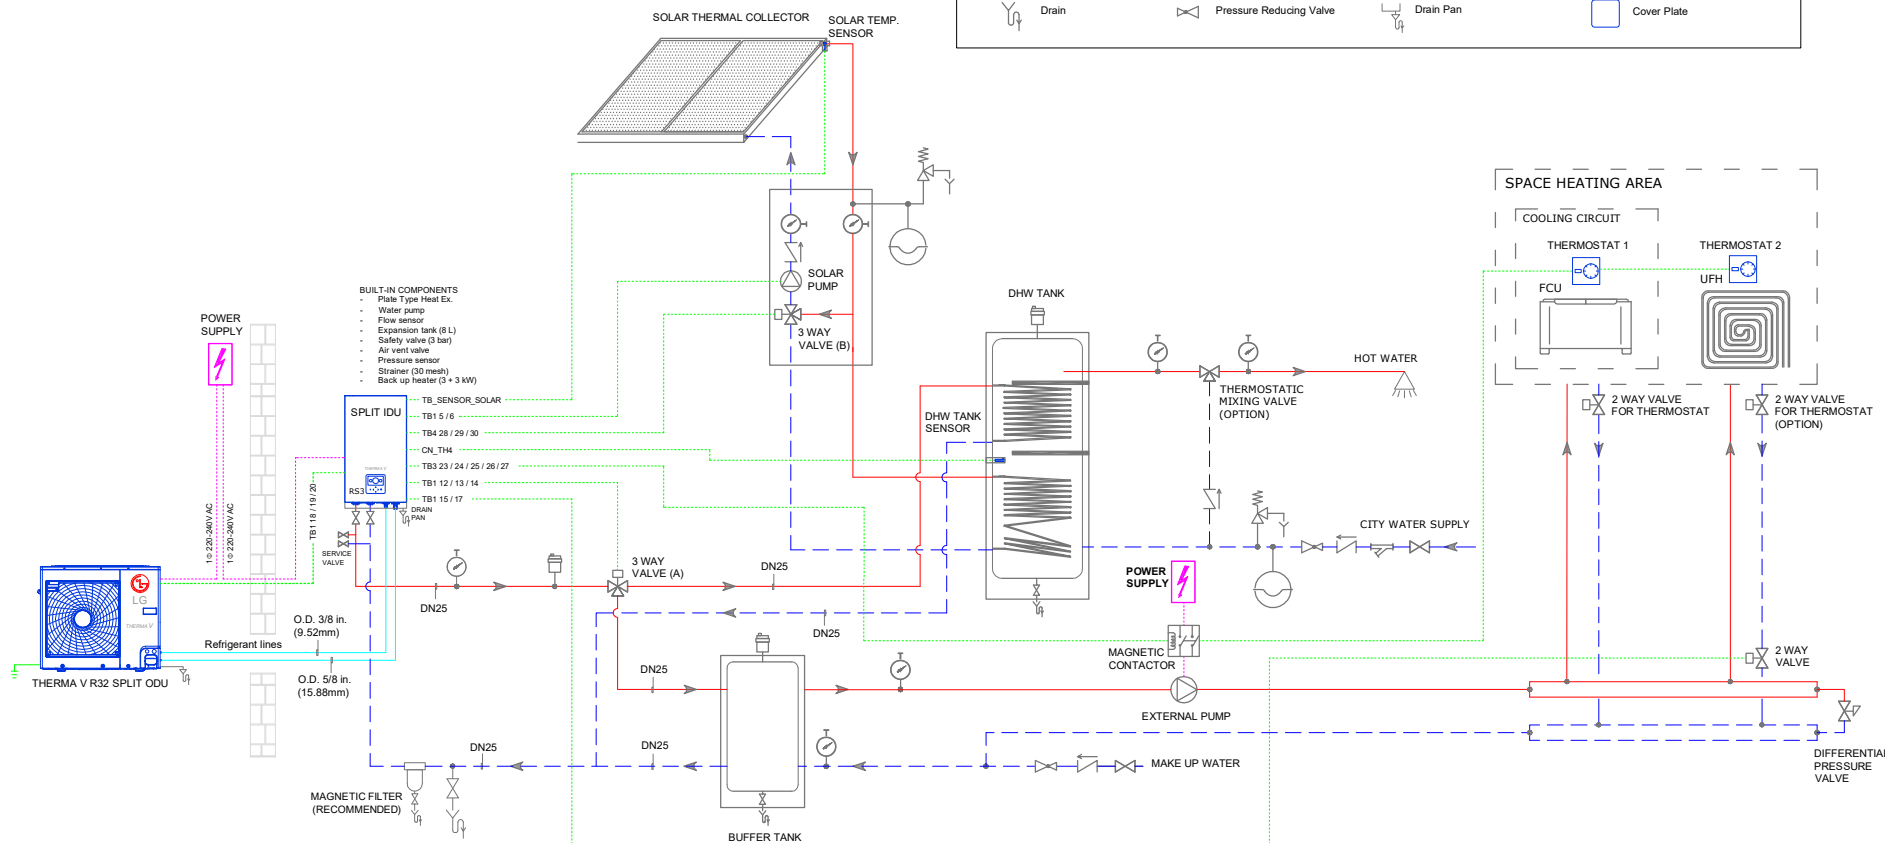 Drain
Pressure Reducing Valve
Drain Pan
Cover Plate
SOLAR THERMAL COLLECTOR
SOLAR TEMP.
SENSOR
SPACE HEATING AREA
COOLING CIRCUIT
THERMOSTAT 1
THERMOSTAT 2
FCU
UFH
SOLAR
PUMP
3 WAY
VALVE (B)
BUILT-IN COMPONENTS
- Plate Type Heat Ex.
- Water pump
- Flow sensor
- Expansion tank (8 L)
- Safety valve (3 bar)
- Air vent valve
- Pressure sensor
- Strainer (30 mesh)
- Back up heater (3 + 3 kW)
POWER
SUPPLY
DHW TANK
HOT WATER
THERMOSTATIC
MIXING VALVE
(OPTION)
2 WAY VALVE
FOR THERMOSTAT
2 WAY VALVE
FOR THERMOSTAT
(OPTION)
SPLIT IDU
THERMA V
RS3
TB_SENSOR_SOLAR
TB1 5 / 6
TB4 28 / 29 / 30
CN_TH4
TB3 23 / 24 / 25 / 26 / 27
TB1 12 / 13 / 14
TB1 15 / 17
DHW TANK
SENSOR
DRAIN
PAN
1Φ 220-240V AC
1Φ 220-240V AC
TB1 18 / 19 / 20
SERVICE
VALVE
CITY WATER SUPPLY
3 WAY
VALVE (A)
DN25
DN25
DN25
POWER
SUPPLY
MAGNETIC
CONTACTOR
LG
THERMA V
O.D. 3/8 in.
(9.52mm)
Refrigerant lines
O.D. 5/8 in.
(15.88mm)
THERMA V R32 SPLIT ODU
DN25
2 WAY
VALVE
EXTERNAL PUMP
DN25
DN25
MAKE UP WATER
DIFFERENTIAL
PRESSURE
VALVE
MAGNETIC FILTER
(RECOMMENDED)
BUFFER TANK